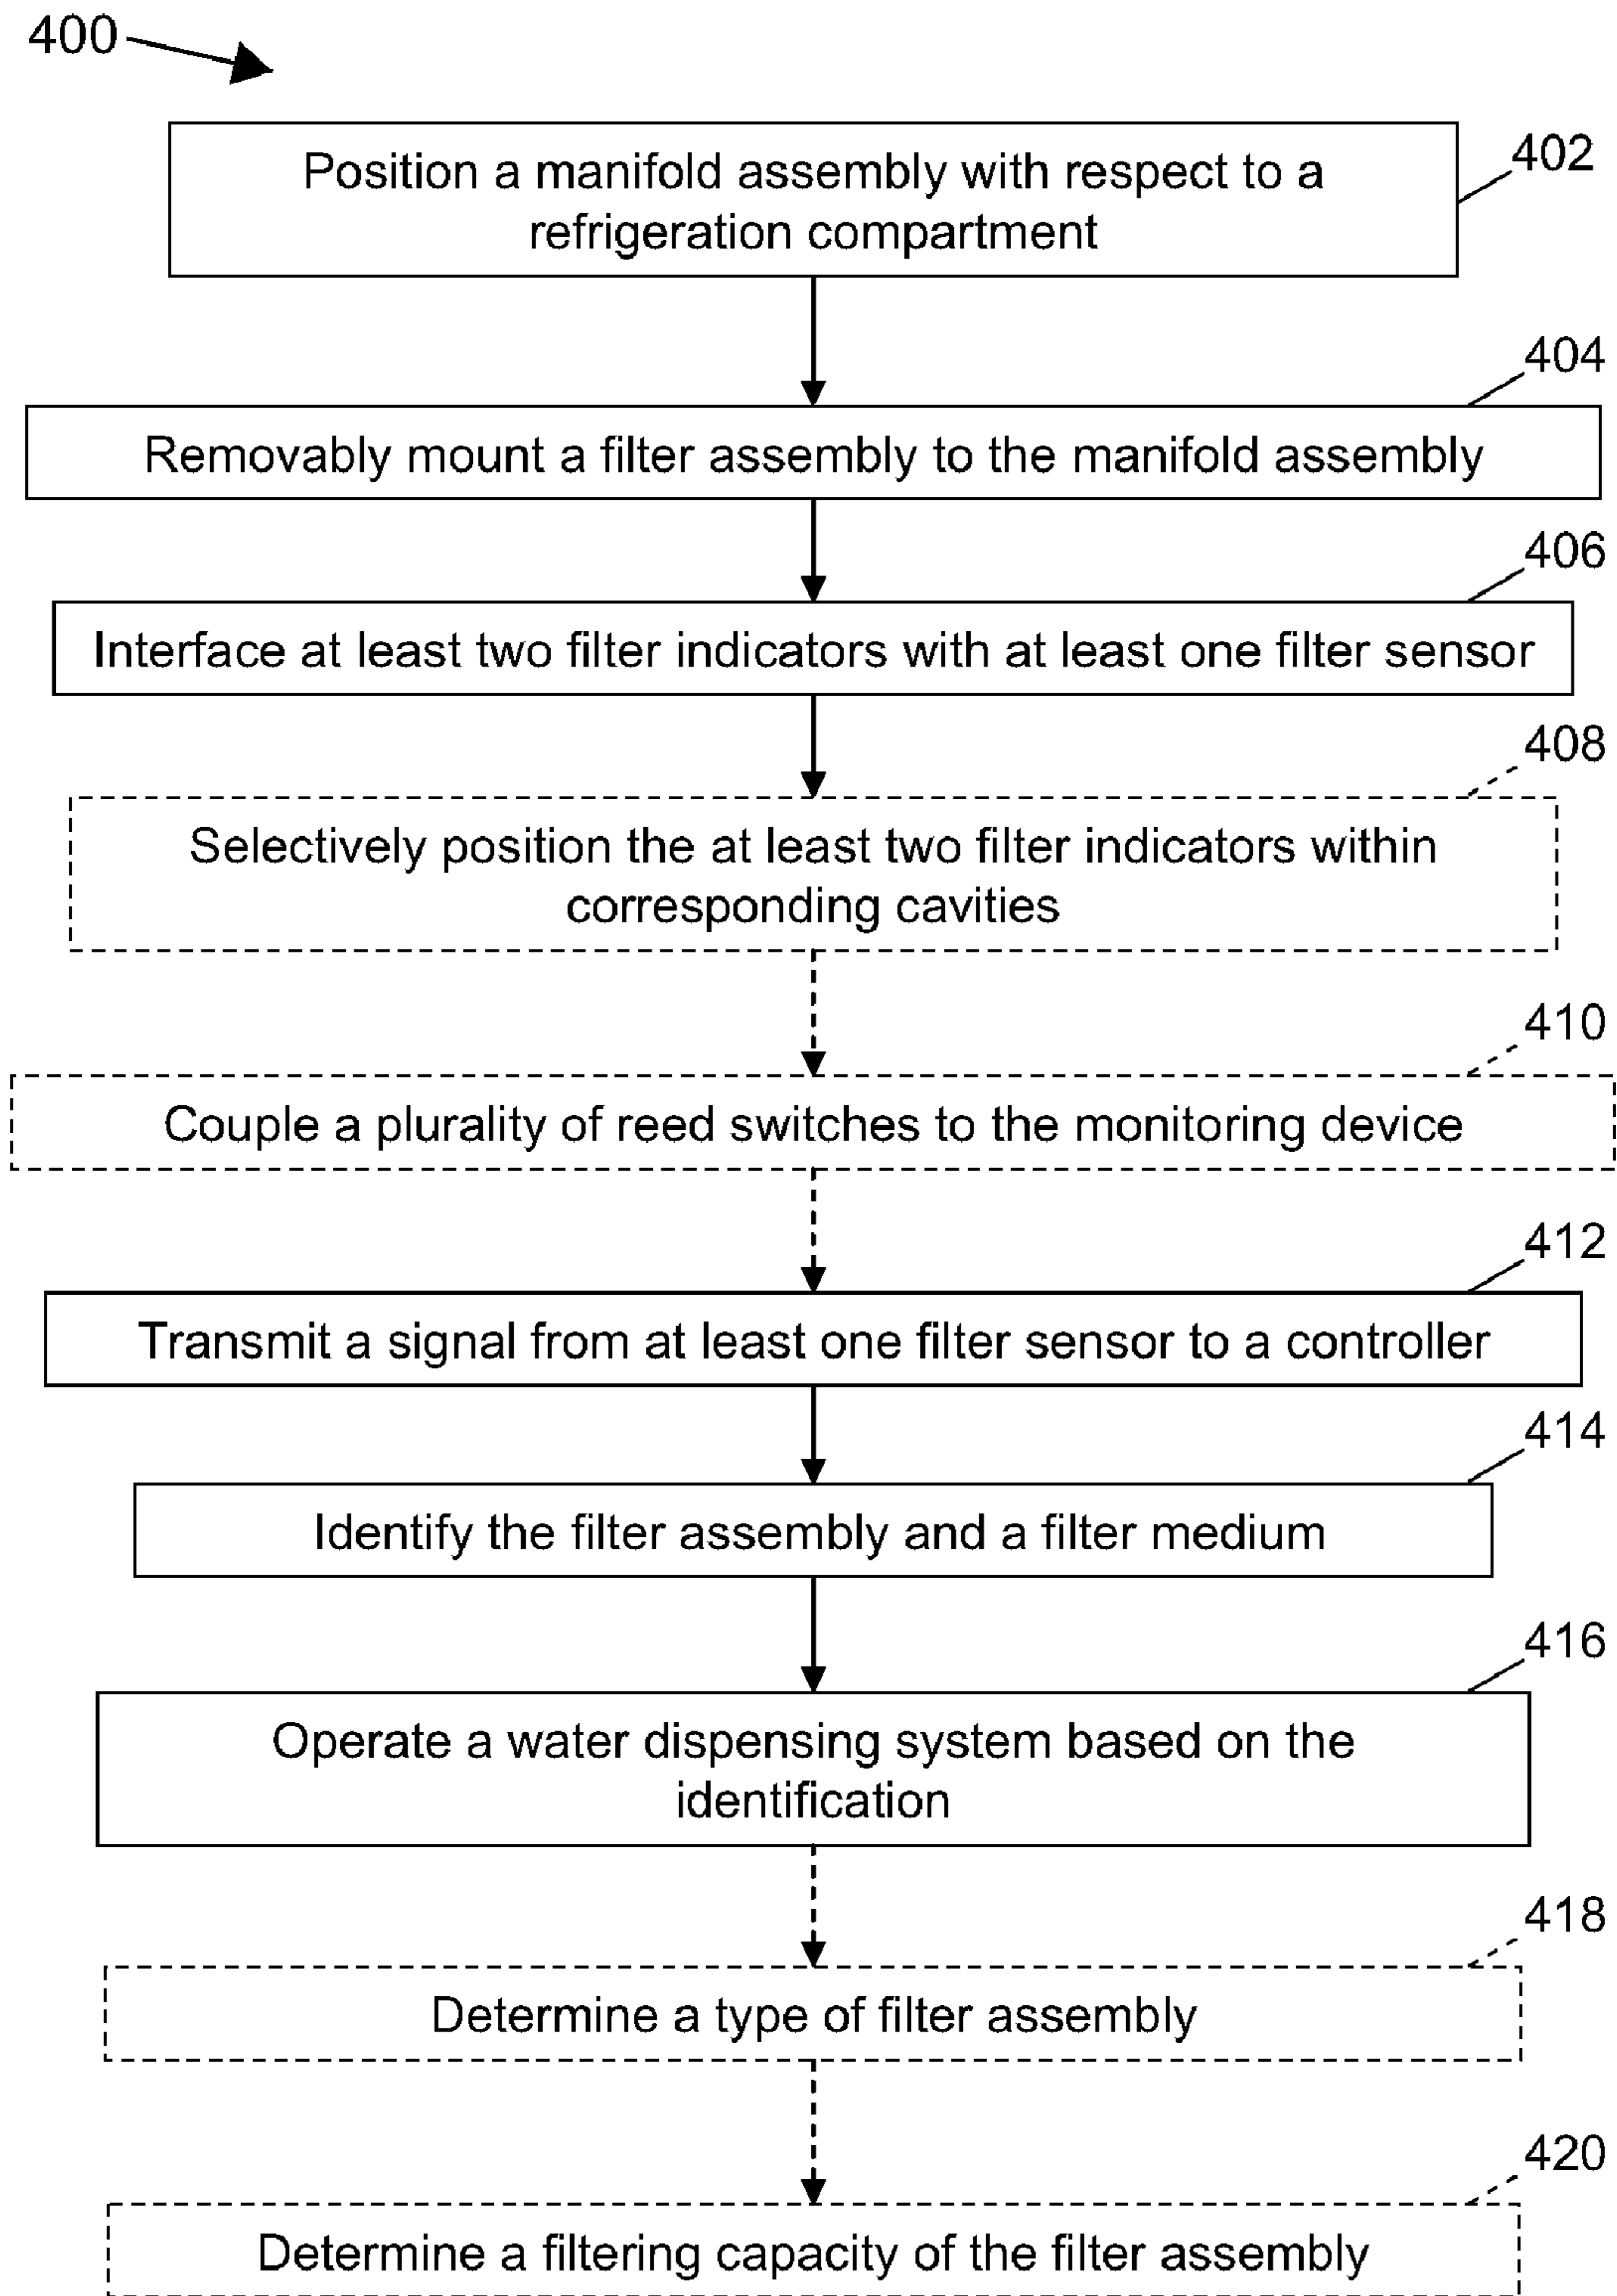 400
Position a manifold assembly with respect to a
refrigeration compartment
402
404
Removably mount a filter assembly to the manifold assembly
406
Interface at least two filter indicators with at least one filter sensor
408
Selectively position the at least two filter indicators within
corresponding cavities
410
Couple a plurality of reed switches to the monitoring device
412
Transmit a signal from at least one filter sensor to a controller
414
Identify the filter assembly and a filter medium
416
Operate a water dispensing system based on the
identification
418
Determine a type of filter assembly
420
Determine a filtering capacity of the filter assembly